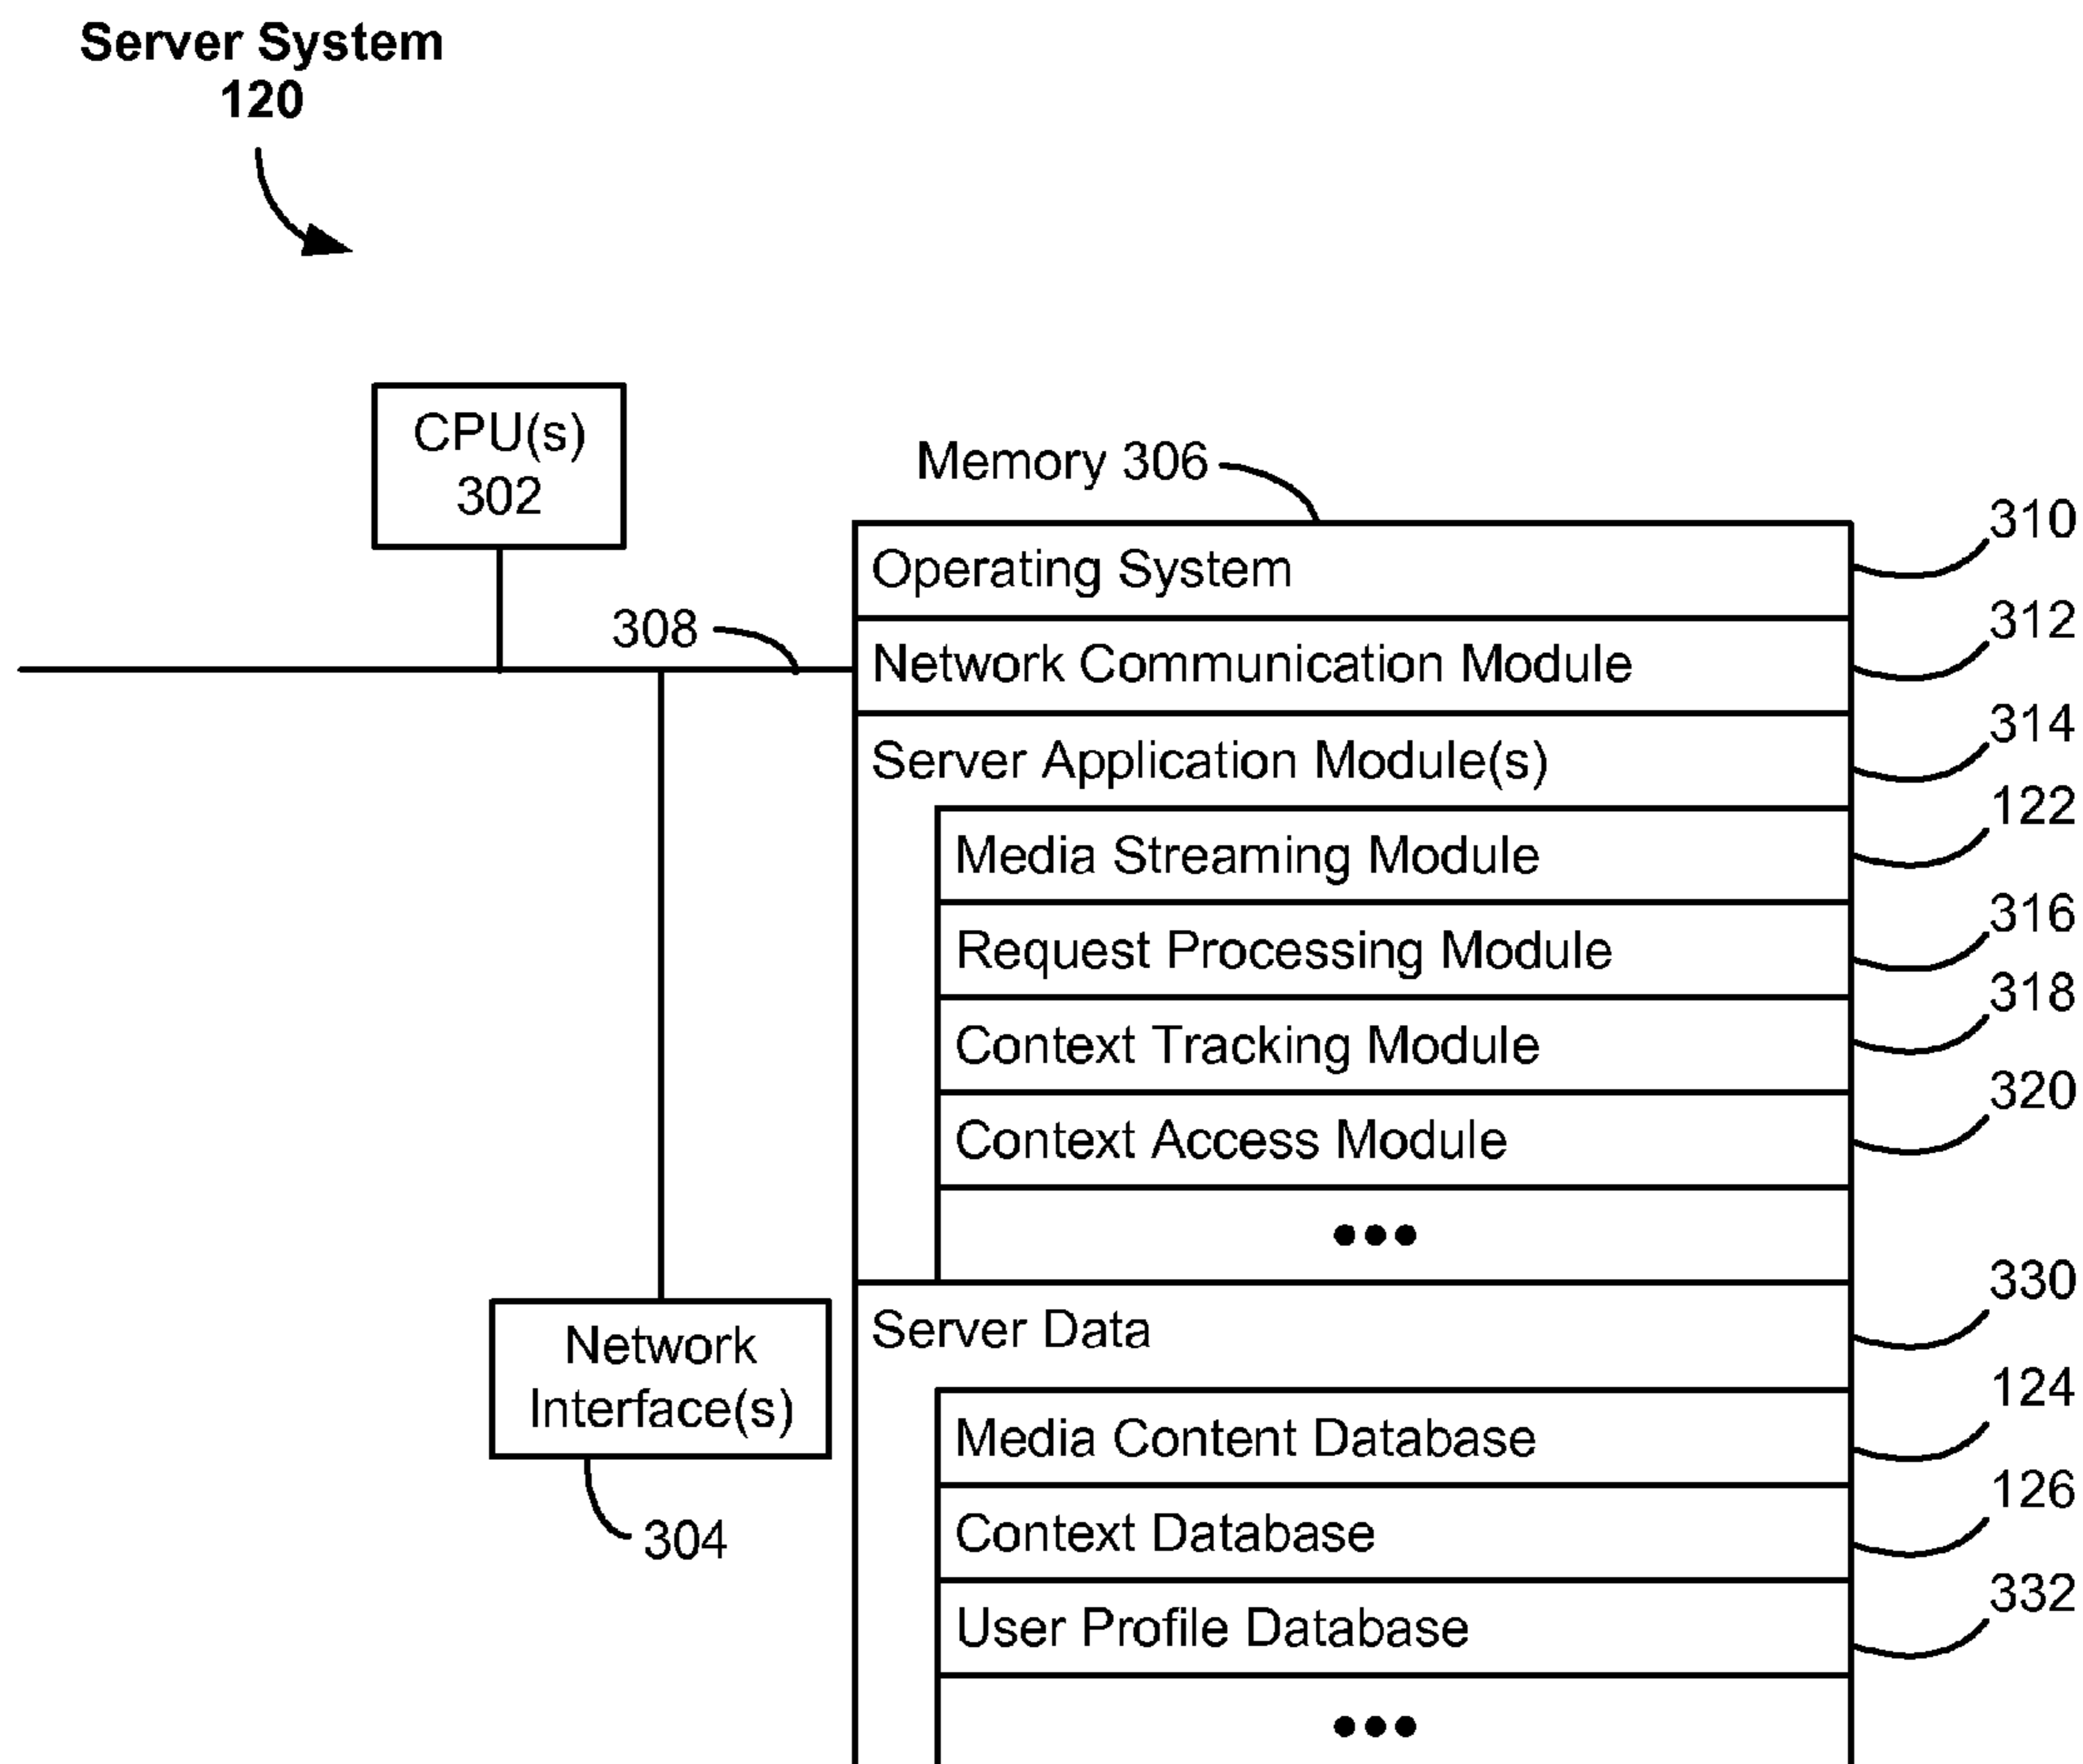 Server System
120
CPU(s)
302
Memory 306
310
Operating System
308
312
Network Communication Module
314
Server Application Module(s)
122
Media Streaming Module
316
Request Processing Module
318
Context Tracking Module
320
Context Access Module
•••
330
Server Data
Network
Interface(s)
304
124
Media Content Database
126
Context Database
332
User Profile Database
•••